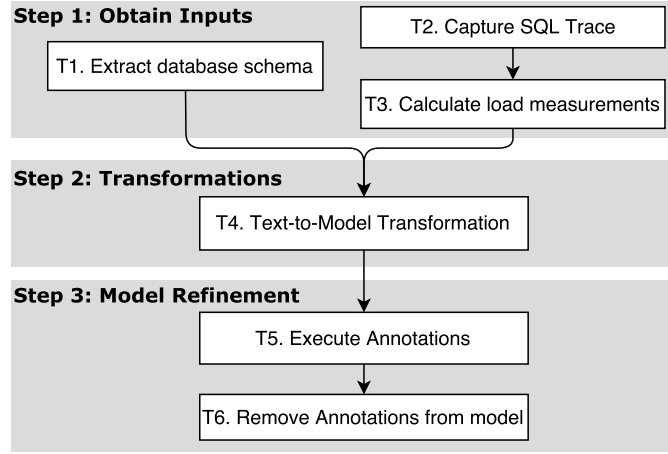 Step 1: Obtain Inputs
T2. Capture SQL Trace
T1. Extract database schema
T3. Calculate load measurements
Step 2: Transformations
T4. Text-to-Model Transformation
Step 3: Model Refinement
T5. Execute Annotations
T6. Remove Annotations from model